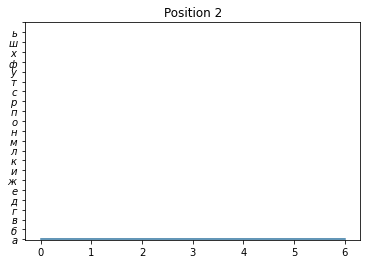 Position 2
ь
ш
х
ф
у
т
с
р
п
о
н
м
л
к
и
ж
е
д
г
в
б
а
0 1 2 3 4 5 6